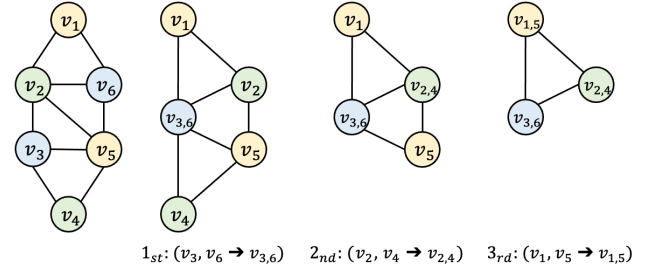 v₁ v₁ v₁ v₁,₅
v₂ v₆ v₂ v₂,₄ v₂,₄
v₃,₆ v₃,₆ v₃,₆
v₃ v₅ v₅ v₅
v₄ v₄
1ₛₜ: (v₃, v₆ ➔ v₃,₆) 2ₙd: (v₂, v₄ ➔ v₂,₄) 3ᵣd: (v₁, v₅ ➔ v₁,₅)